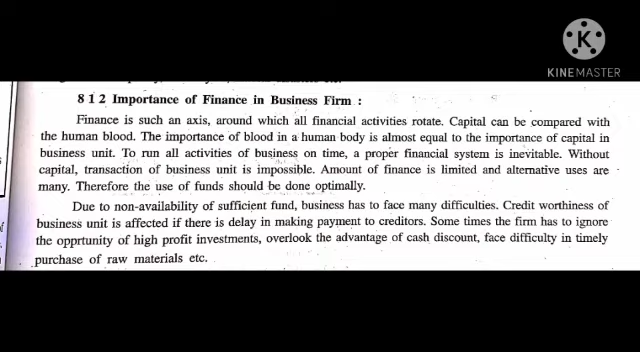 KINEMASTER
8 1 2 Importance of Finance in Business Firm :
Finance is such an axis, around which all financial activities rotate. Capital can be compared with
the human blood. The importance of blood in a human body is almost equal to the importance of capital in
business unit. To run all activities of business on time, a proper financial system is inevitable. Without
capital, transaction of business unit is impossible. Amount of finance is limited and alternative uses are
many. Therefore the use of funds should be done optimally.
Due to non-availability of sufficient fund, business has to face many difficulties. Credit worthiness of
business unit is affected if there is delay in making payment to creditors. Some times the firm has to ignore
the opprtunity of high profit investments, overlook the advantage of cash discount, face difficulty in timely
purchase of raw materials etc.